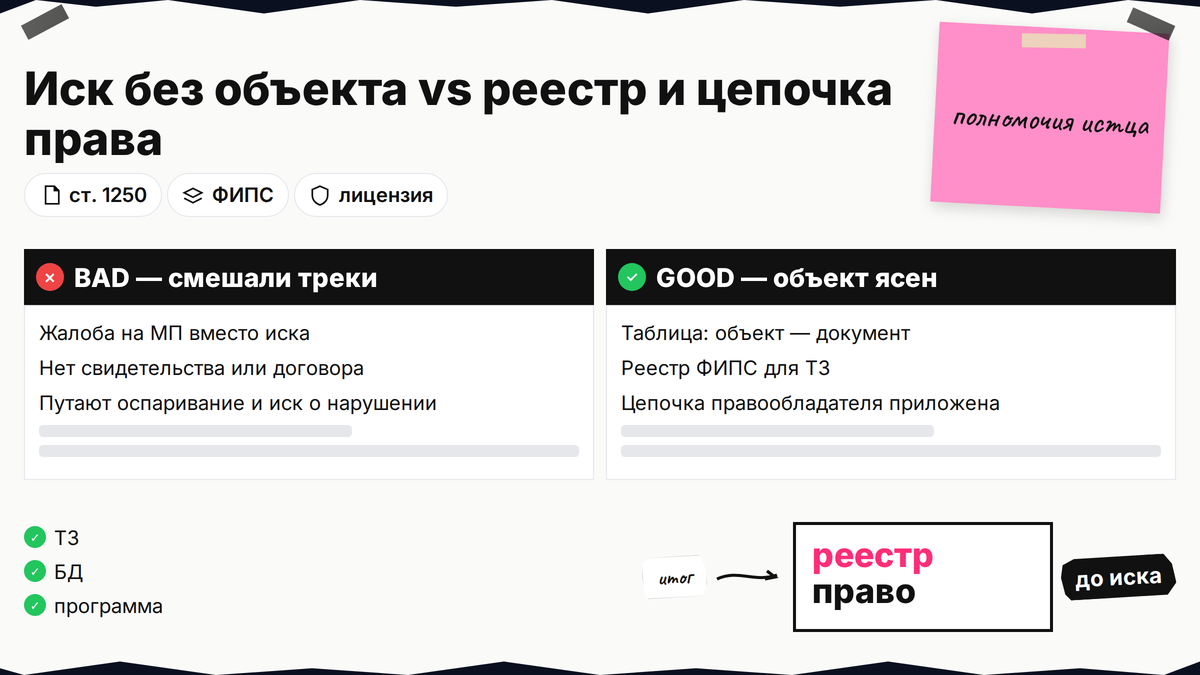 Иск без объекта vs реестр и цепочка
права
полномочия истца
ст. 1250
ФИПС
лицензия
BAD — смешали треки
Жалоба на МП вместо иска
Нет свидетельства или договора
Путают оспаривание и иск о нарушении
GOOD — объект ясен
Таблица: объект — документ
Реестр ФИПС для ТЗ
Цепочка правообладателя приложена
ТЗ
БД
программа
итог
реестр
право
до иска